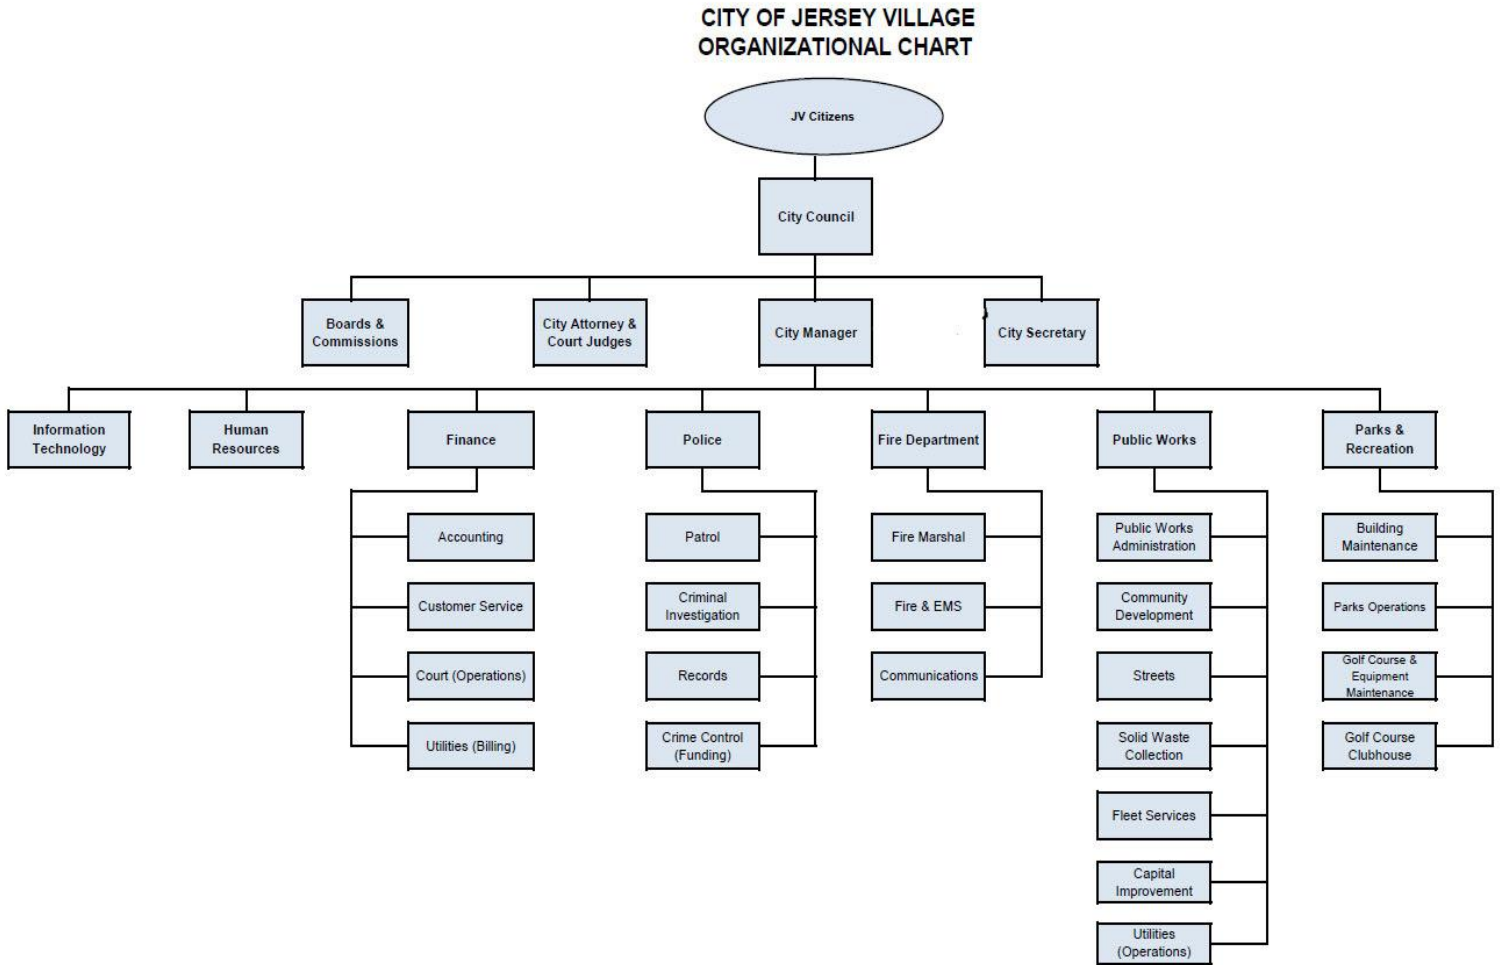 CITY OF JERSEY VILLAGE
ORGANIZATIONAL CHART
JV Citizens
City Council
Boards &
Commissions
City Attorney &
Court Judges
City Manager
City Secretary
Information
Technology
Human
Resources
Finance
Police
Fire Department
Public Works
Parks &
Recreation
Accounting
Customer Service
Court (Operations)
Utilities (Billing)
Patrol
Criminal
Investigation
Records
Crime Control
(Funding)
Fire Marshal
Fire & EMS
Communications
Public Works
Administration
Community
Development
Streets
Solid Waste
Collection
Fleet Services
Capital
Improvement
Utilities
(Operations)
Building
Maintenance
Parks Operations
Golf Course &
Equipment
Maintenance
Golf Course
Clubhouse